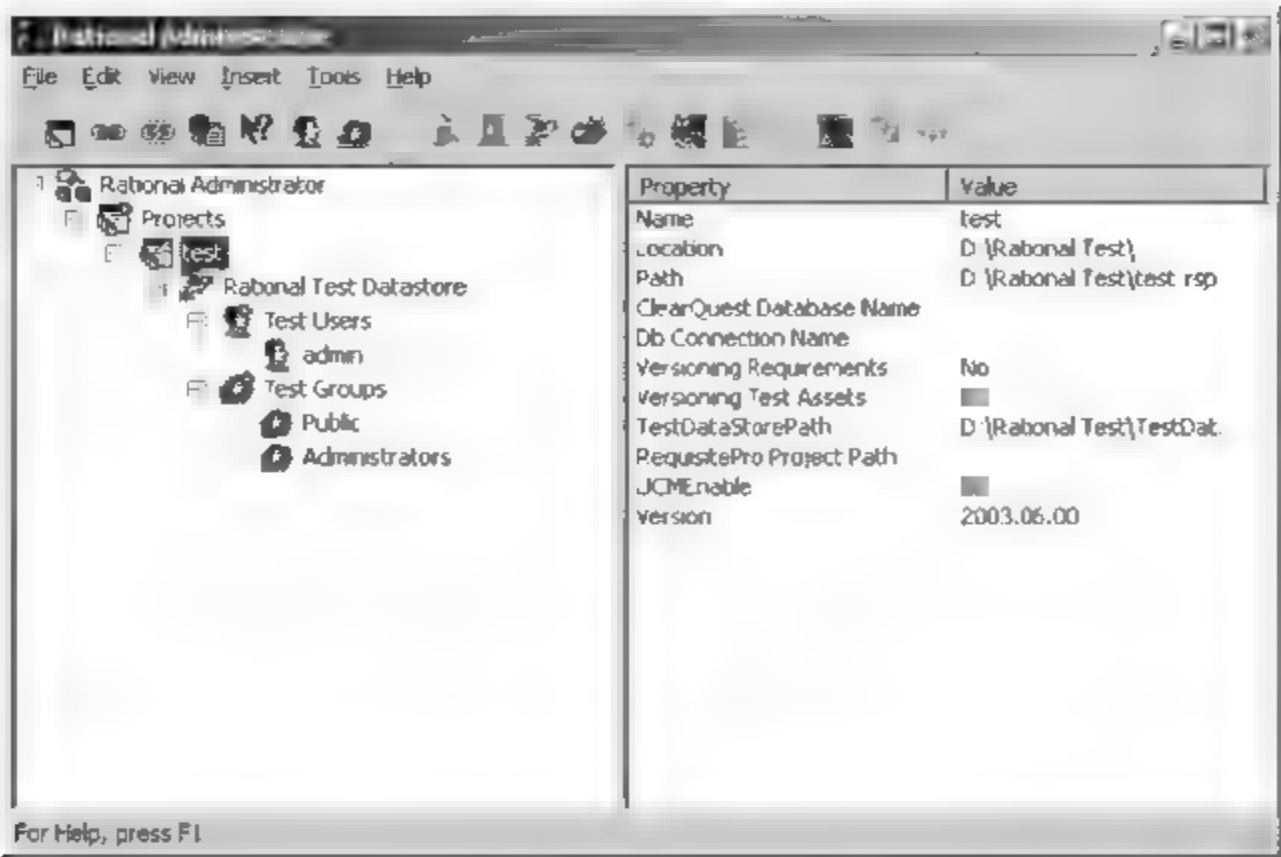 Rational Administrator
File Edit View Insert Tools Help
Rational Administrator
Projects
test
Rational Test Datastore
Test Users
admin
Test Groups
Public
Administrators
Property Value
Name test
Location D:\Rational Test\
Path D:\Rational Test\test.rsp
ClearQuest Database Name
Db Connection Name
Versioning Requirements No
Versioning Test Assets
TestDataStorePath D:\Rational Test\TestDat...
RequisitePro Project Path
UCMEnable
Version 2003.06.00
For Help, press F1